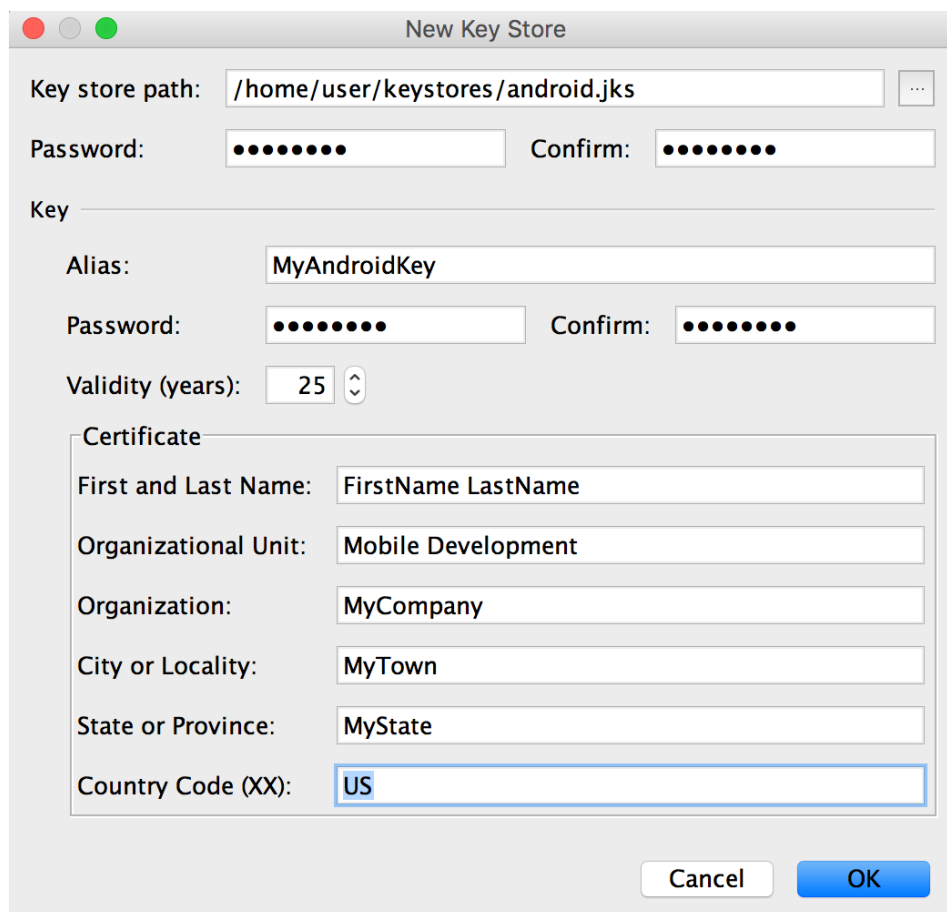 New Key Store
Key store path: /home/user/keystores/android.jks ...
Password: •••••••• Confirm: ••••••••
Key
Alias: MyAndroidKey
Password: •••••••• Confirm: ••••••••
Validity (years): 25
Certificate
First and Last Name: FirstName LastName
Organizational Unit: Mobile Development
Organization: MyCompany
City or Locality: MyTown
State or Province: MyState
Country Code (XX): US
Cancel OK